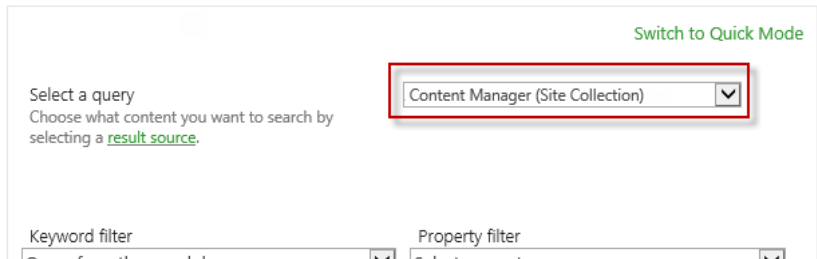 Switch to Quick Mode
Select a query
Content Manager (Site Collection)
Choose what content you want to search by
selecting a result source.
Keyword filter
Property filter